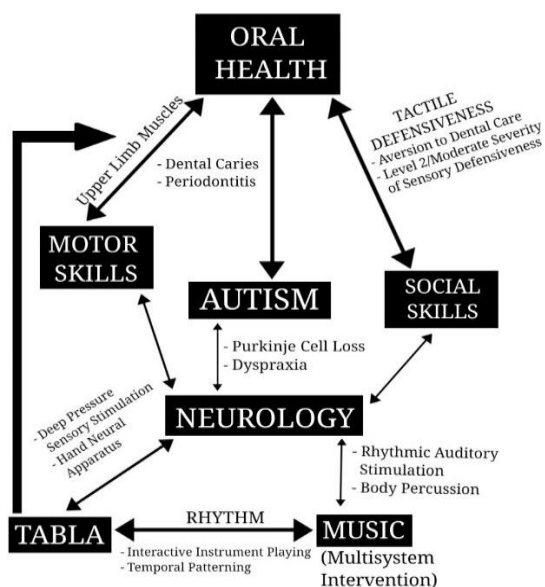 ORAL
HEALTH
Upper Limb Muscles
- Dental Caries
- Periodontitis
TACTILE
DEFENSIVENESS
- Aversion to Dental Care
- Level 2/Moderate Severity
of Sensory Defensiveness
MOTOR
SKILLS
AUTISM
SOCIAL
SKILLS
- Purkinje Cell Loss
- Dyspraxia
NEUROLOGY
- Deep Pressure
Sensory Stimulation
- Hand Neural
Apparatus
- Rhythmic Auditory
Stimulation
- Body Percussion
TABLA
RHYTHM
- Interactive Instrument Playing
- Temporal Patterning
MUSIC
(Multisystem
Intervention)